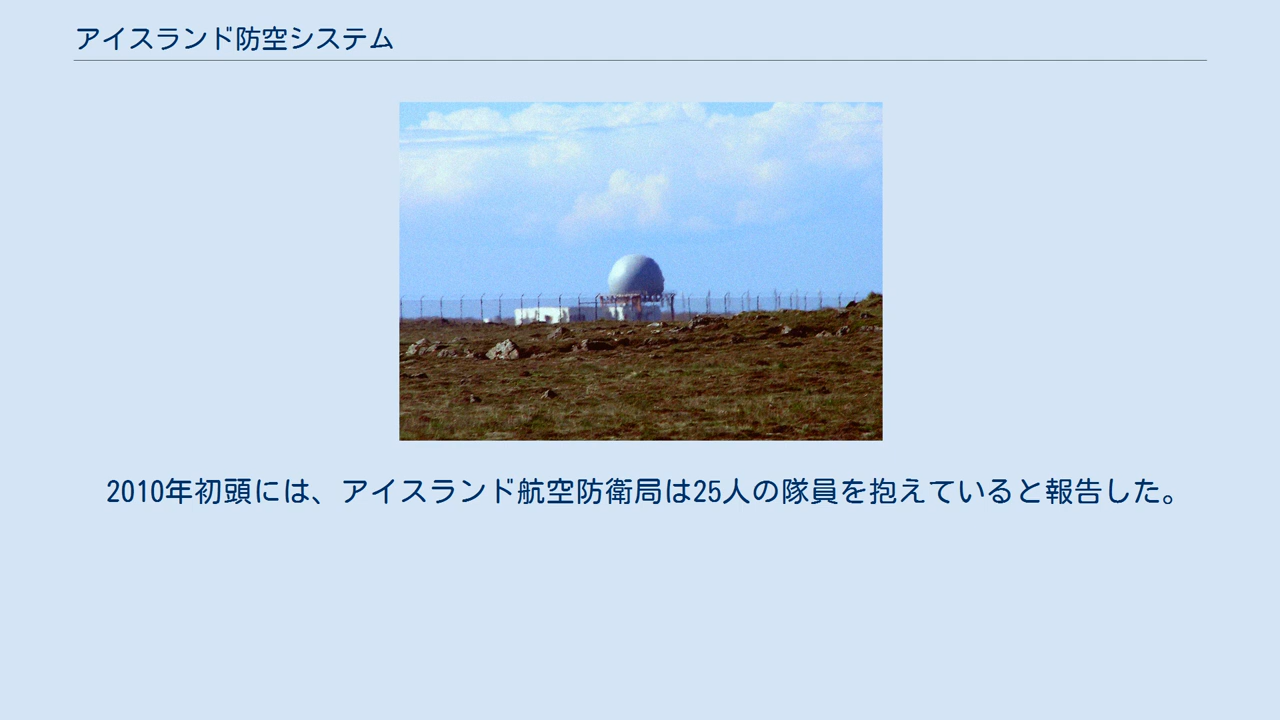 アイスランド防空システム
2010年初頭には、アイスランド航空防衛局は25人の隊員を抱えていると報告した。